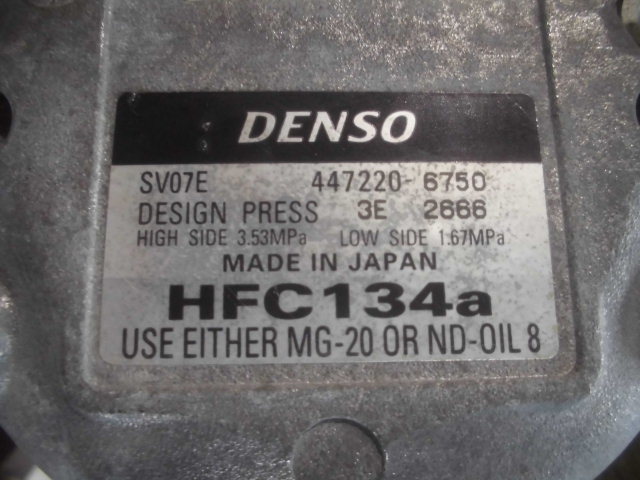 DENSO
SV07E 447220-6750
DESIGN PRESS 3E 2666
HIGH SIDE 3.53MPa LOW SIDE 1.67MPa
MADE IN JAPAN
HFC134a
USE EITHER MG-20 OR ND-OIL 8